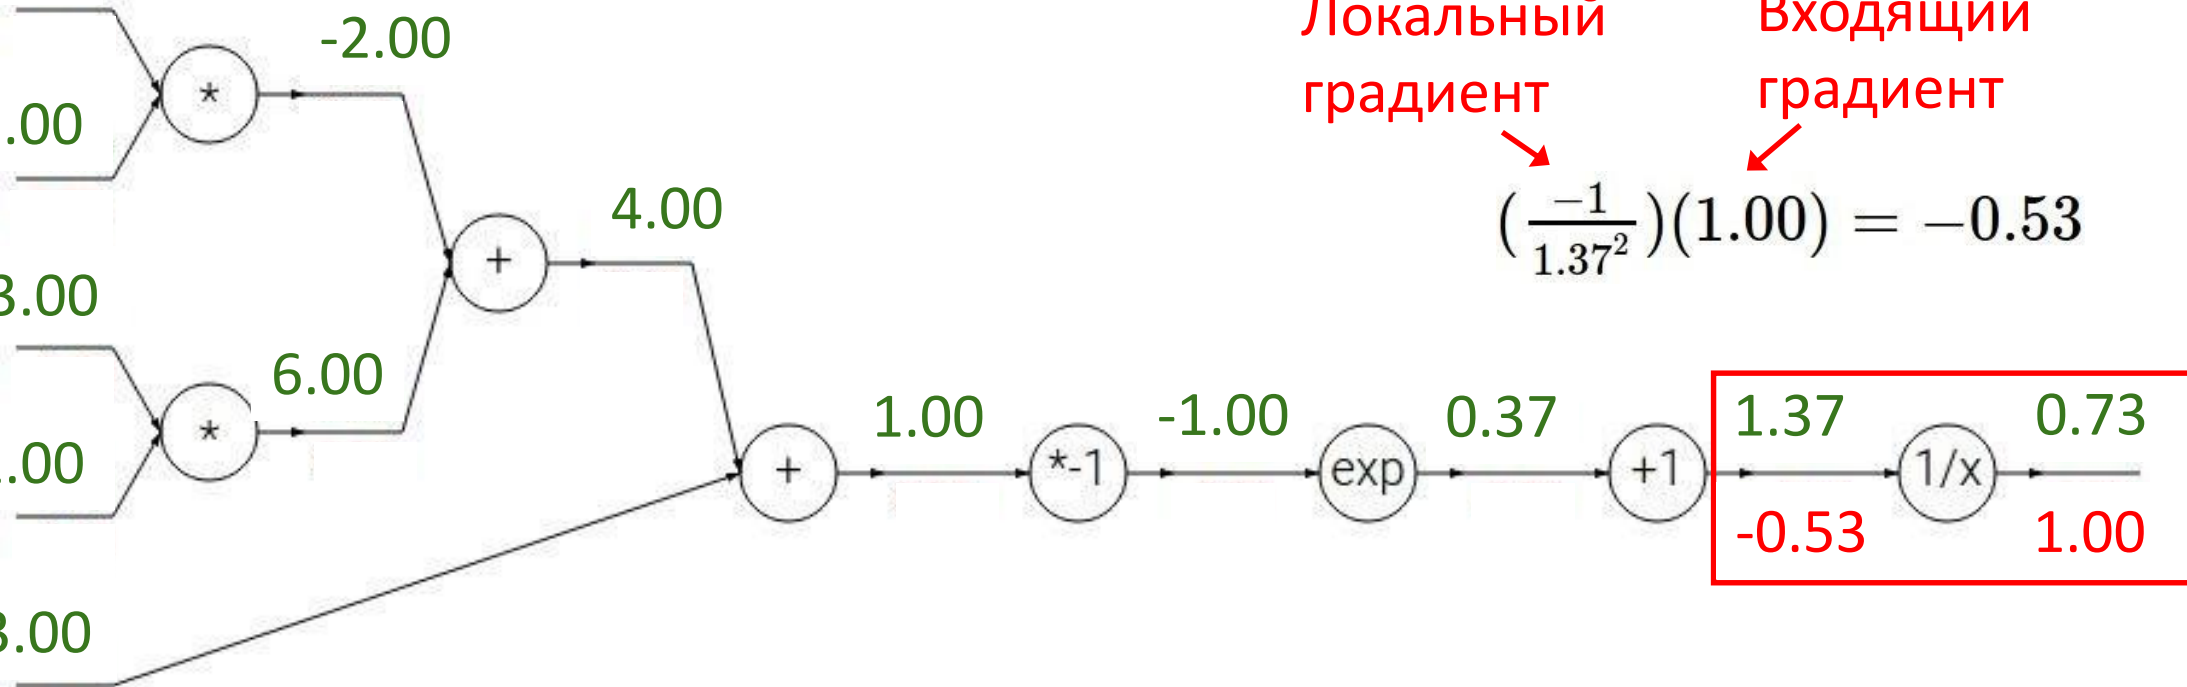 -2.00
Локальный
градиент
Входящий
градиент
*
.00
4.00
(-1/1.37²)(1.00) = −0.53
+
3.00
6.00
*
.00
1.00
-1.00
0.37
1.37
0.73
+
*-1
exp
+1
1/x
-0.53
1.00
3.00